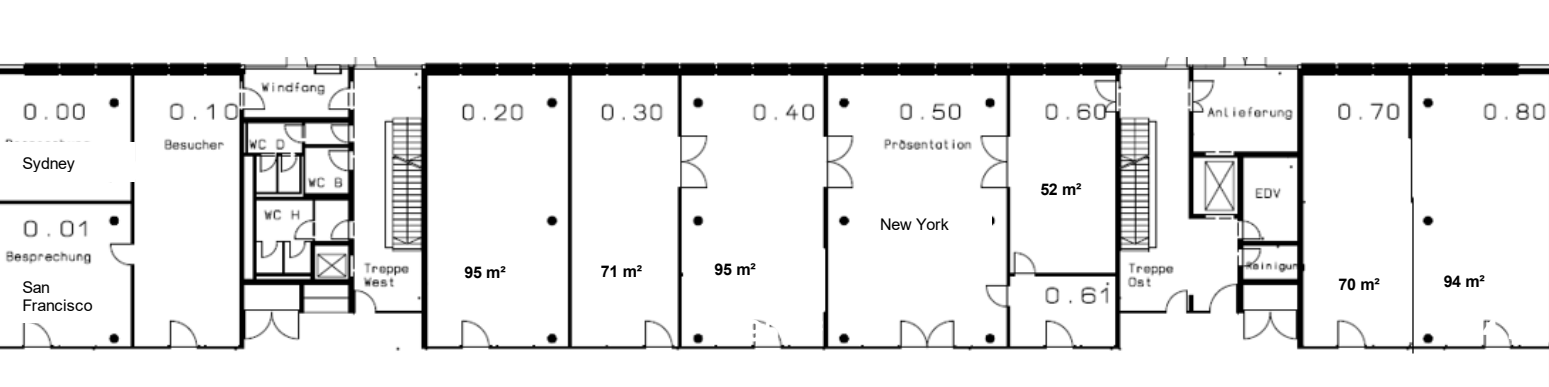 0.00
Sydney
0.01
Besprechung
San
Francisco
0.10
Besucher
Windfang
WC D
WC B
WC H
Treppe
West
0.20
95 m²
0.30
71 m²
0.40
95 m²
0.50
Präsentation
New York
0.60
52 m²
0.61
Treppe
Ost
Anlieferung
EDV
Reinigung
0.70
70 m²
0.80
94 m²